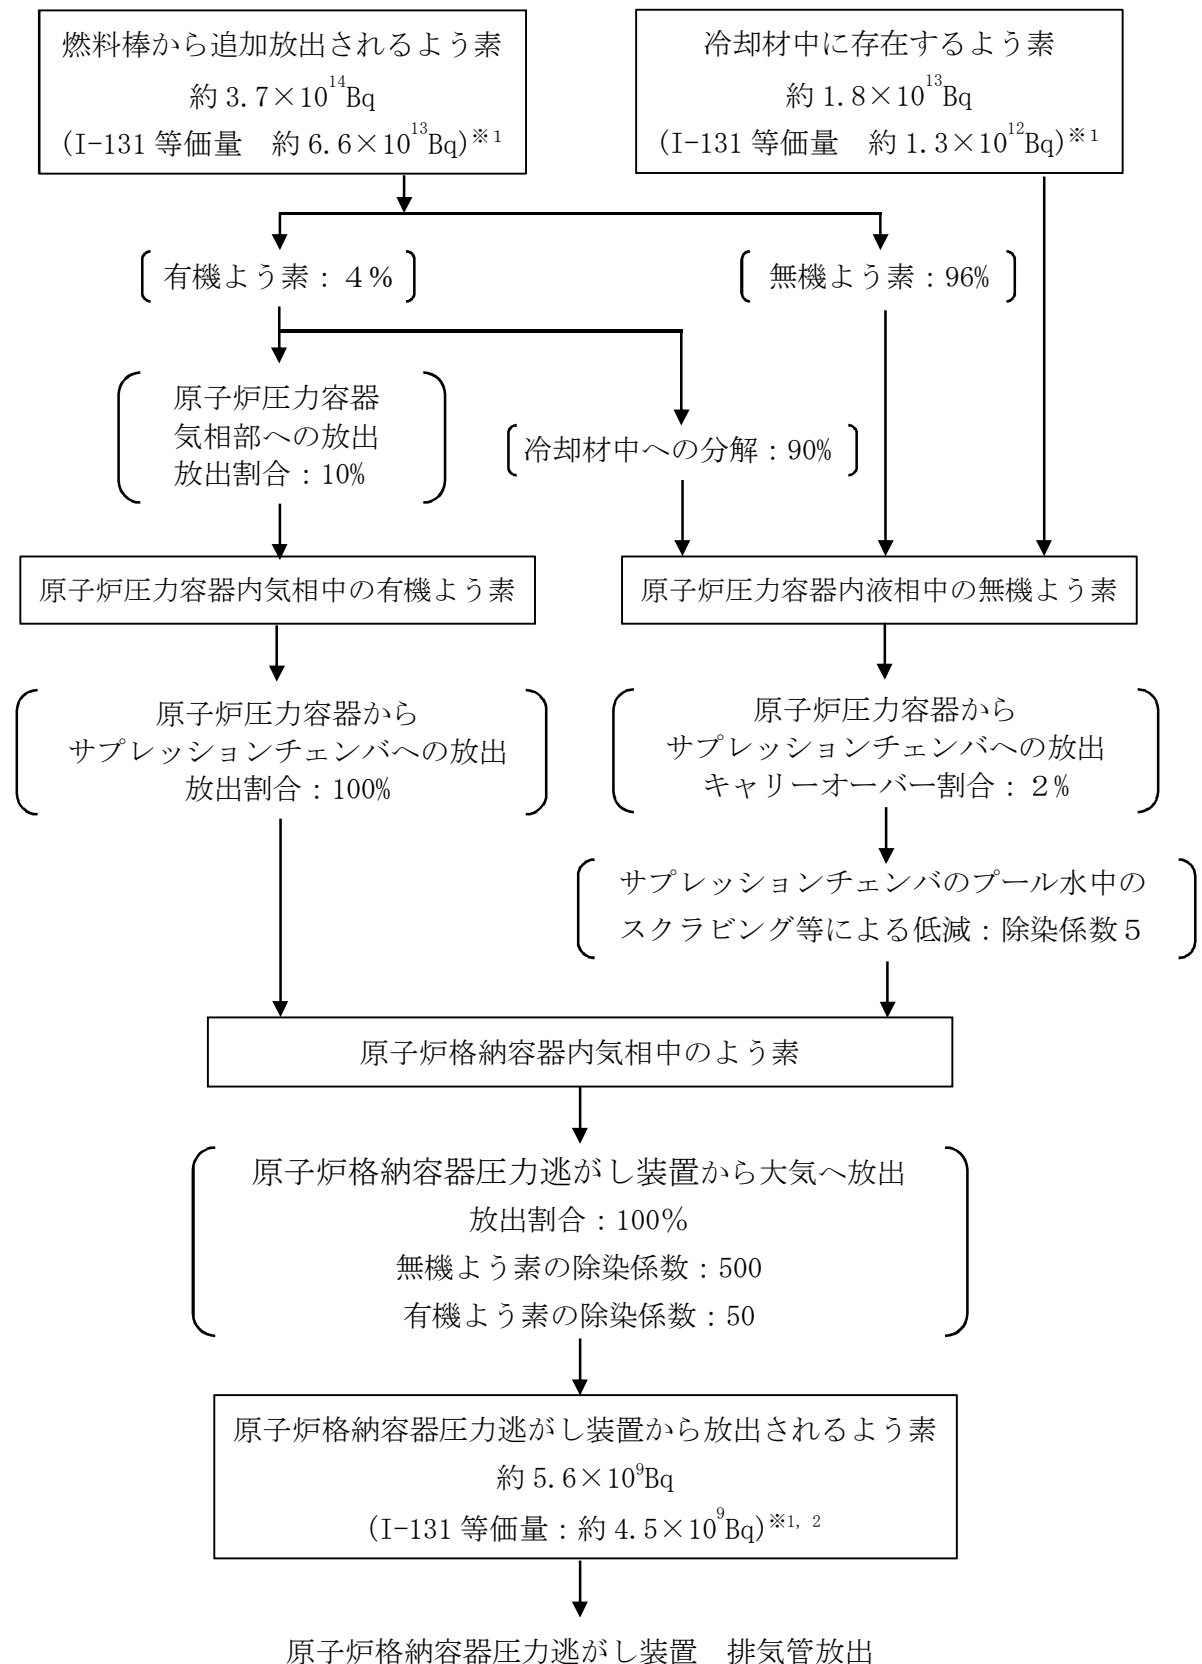 燃料棒から追加放出されるよう素
約 3.7×10¹⁴Bq
(I-131 等価量　約 6.6×10¹³Bq)※1
冷却材中に存在するよう素
約 1.8×10¹³Bq
(I-131 等価量　約 1.3×10¹²Bq)※1
有機よう素：４%
無機よう素：96%
原子炉圧力容器
気相部への放出
放出割合：10%
冷却材中への分解：90%
原子炉圧力容器内気相中の有機よう素
原子炉圧力容器内液相中の無機よう素
原子炉圧力容器から
サプレッションチェンバへの放出
放出割合：100%
原子炉圧力容器から
サプレッションチェンバへの放出
キャリーオーバー割合：２%
サプレッションチェンバのプール水中の
スクラビング等による低減：除染係数５
原子炉格納容器内気相中のよう素
原子炉格納容器圧力逃がし装置から大気へ放出
放出割合：100%
無機よう素の除染係数：500
有機よう素の除染係数：50
原子炉格納容器圧力逃がし装置から放出されるよう素
約 5.6×10⁹Bq
(I-131 等価量：約 4.5×10⁹Bq)※1, 2
原子炉格納容器圧力逃がし装置　排気管放出